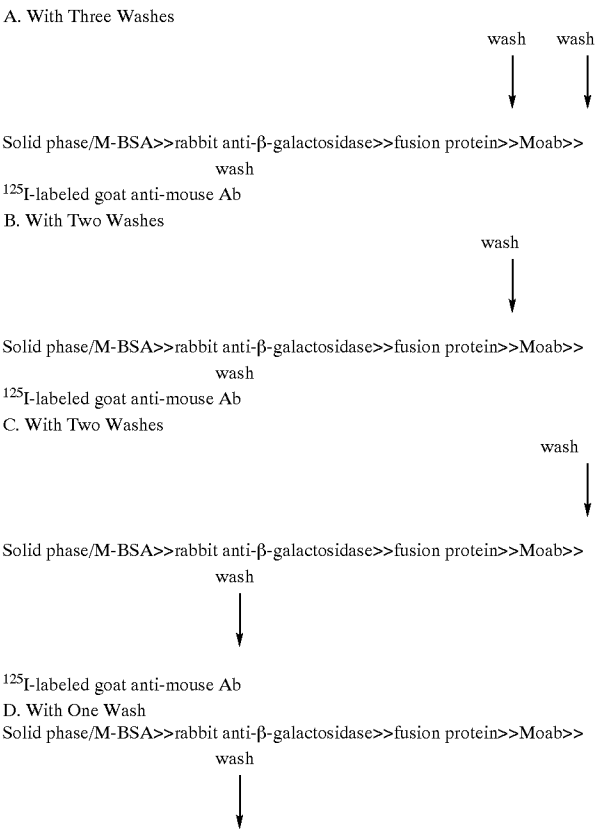 A. With Three Washes
wash wash
Solid phase/M-BSA>>rabbit anti-β-galactosidase>>fusion protein>>Moab>>
wash
¹²⁵I-labeled goat anti-mouse Ab
B. With Two Washes
wash
Solid phase/M-BSA>>rabbit anti-β-galactosidase>>fusion protein>>Moab>>
wash
¹²⁵I-labeled goat anti-mouse Ab
C. With Two Washes
wash
Solid phase/M-BSA>>rabbit anti-β-galactosidase>>fusion protein>>Moab>>
wash
¹²⁵I-labeled goat anti-mouse Ab
D. With One Wash
Solid phase/M-BSA>>rabbit anti-β-galactosidase>>fusion protein>>Moab>>
wash